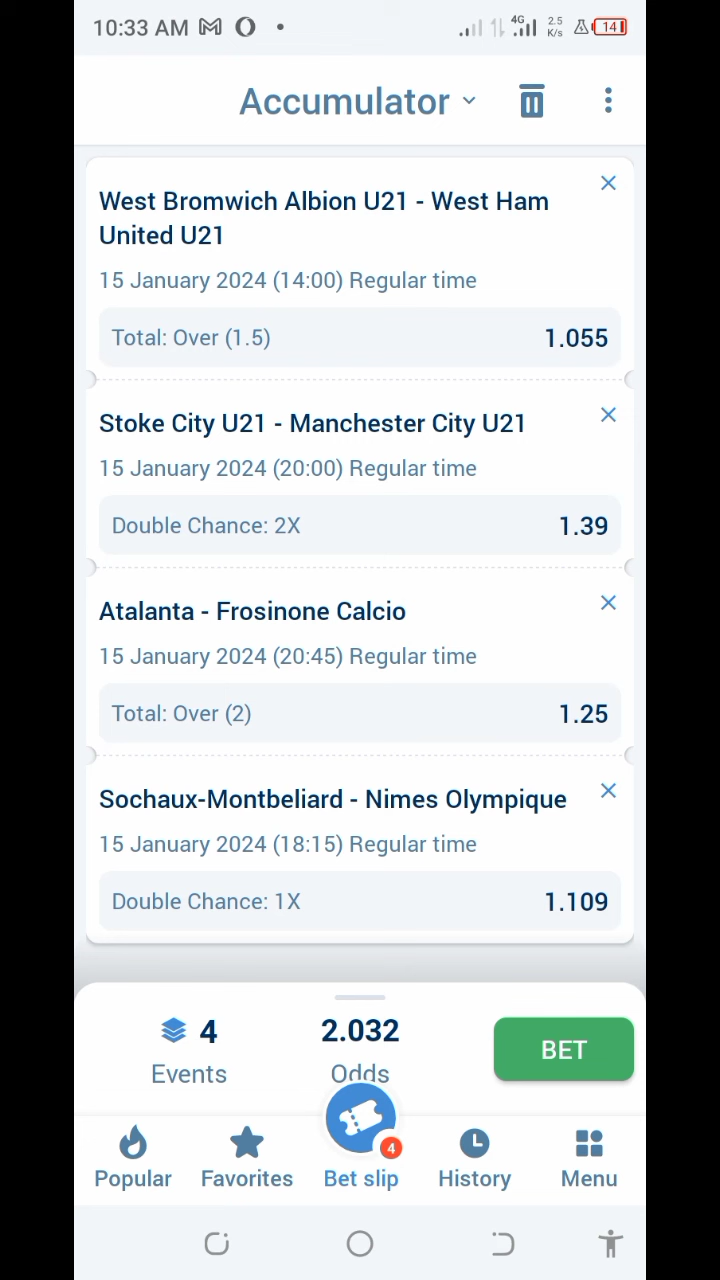 10:33 AM
4G
2.5
K/s
14
Accumulator
West Bromwich Albion U21 - West Ham
United U21
15 January 2024 (14:00) Regular time
Total: Over (1.5) 1.055
Stoke City U21 - Manchester City U21
15 January 2024 (20:00) Regular time
Double Chance: 2X 1.39
Atalanta - Frosinone Calcio
15 January 2024 (20:45) Regular time
Total: Over (2) 1.25
Sochaux-Montbeliard - Nimes Olympique
15 January 2024 (18:15) Regular time
Double Chance: 1X 1.109
4 2.032
BET
Events Odds
4
Popular Favorites Bet slip History Menu